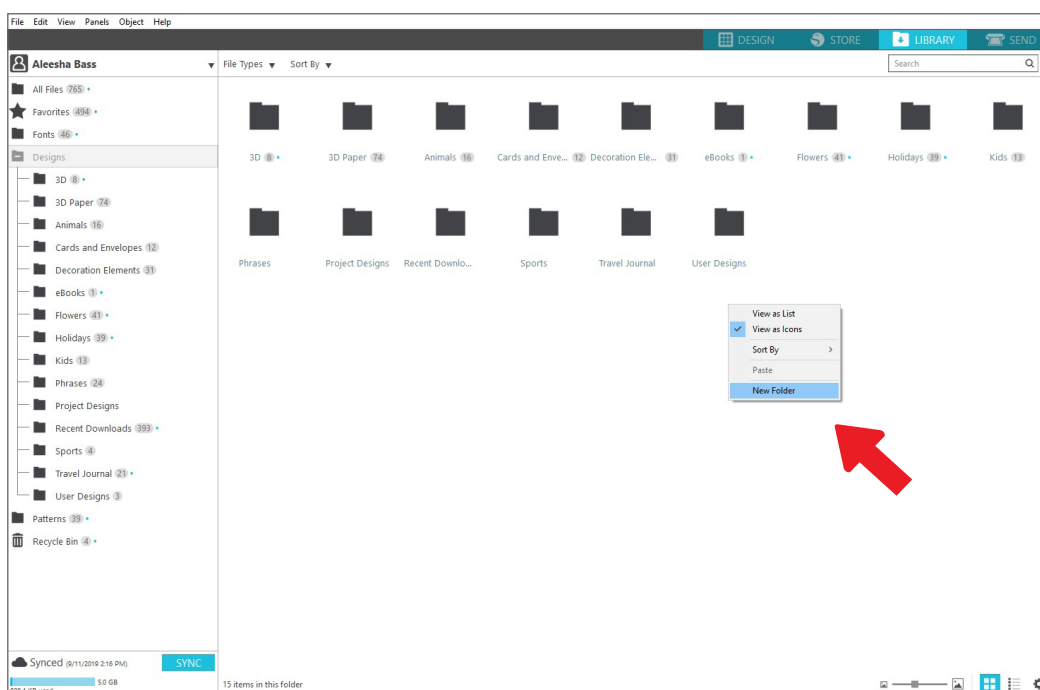 File Edit View Panels Object Help
DESIGN STORE LIBRARY SEND
Aleesha Bass
File Types Sort By
Search
All Files 765
Favorites 494
Fonts 46
Designs
3D 8
3D Paper 74
Animals 16
Cards and Envelopes 12
Decoration Elements 31
eBooks 1
Flowers 41
Holidays 39
Kids 13
Phrases 24
Project Designs
Recent Downloads 393
Sports 4
Travel Journal 21
User Designs 3
Patterns 39
Recycle Bin 4
3D 8 3D Paper 74 Animals 16 Cards and Enve... 12 Decoration Ele... 31 eBooks 1 Flowers 41 Holidays 39 Kids 13
Phrases Project Designs Recent Downlo... Sports Travel Journal User Designs
View as List
View as Icons
Sort By
Paste
New Folder
Synced (9/11/2019 2:16 PM) SYNC
5.0 GB
15 items in this folder